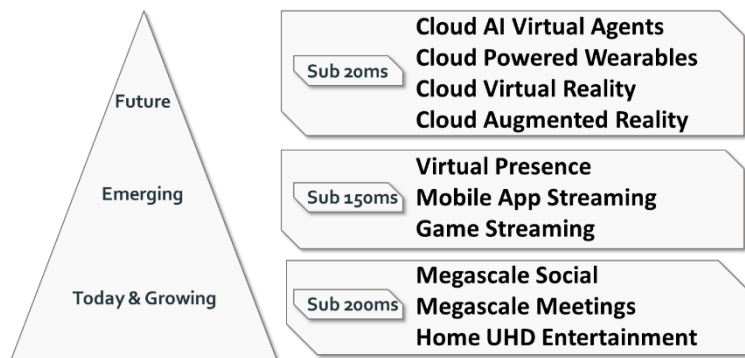 Future
Sub 20ms
Cloud AI Virtual Agents
Cloud Powered Wearables
Cloud Virtual Reality
Cloud Augmented Reality
Emerging
Sub 150ms
Virtual Presence
Mobile App Streaming
Game Streaming
Today & Growing
Sub 200ms
Megascale Social
Megascale Meetings
Home UHD Entertainment